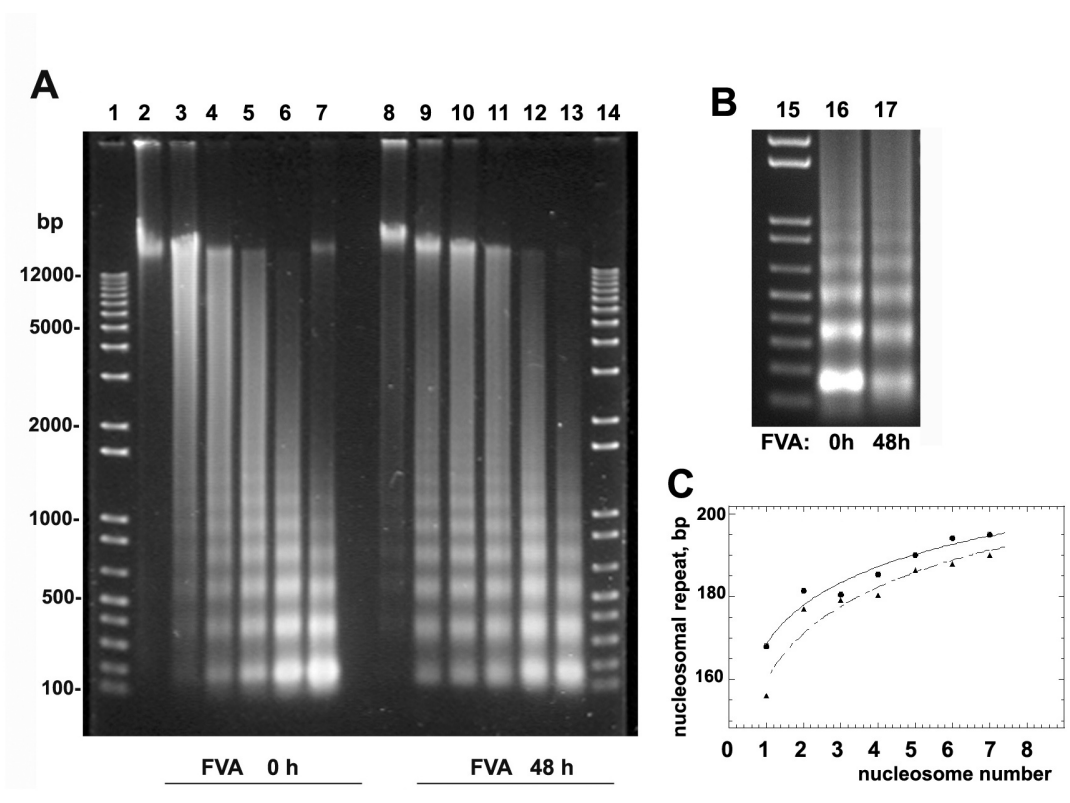 A
1 2 3 4 5 6 7 8 9 10 11 12 13 14
bp
12000-
5000-
2000-
1000-
500-
100-
FVA 0 h
FVA 48 h
B
15 16 17
FVA: 0h 48h
C
nucleosomal repeat, bp
200
180
160
0 1 2 3 4 5 6 7 8
nucleosome number